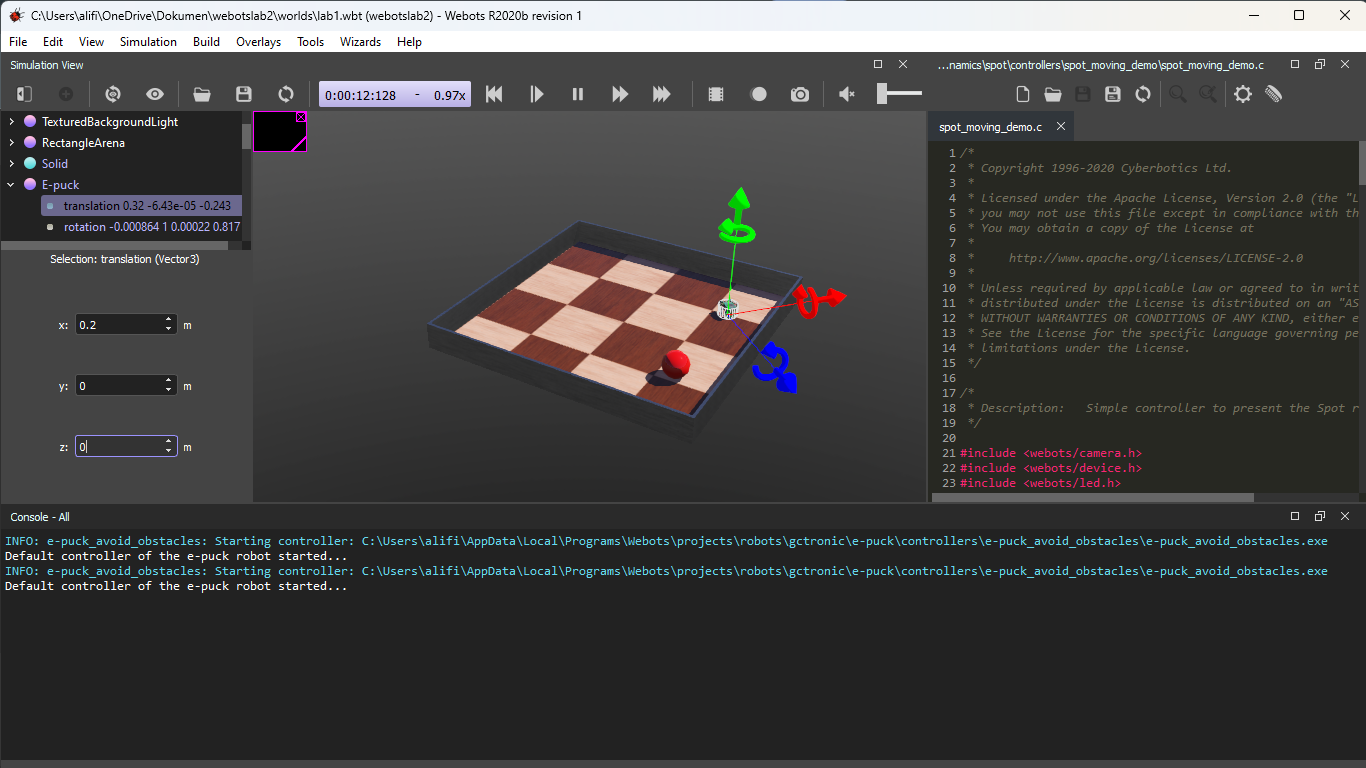 C:\Users\alifi\OneDrive\Dokumen\webotslab2\worlds\lab1.wbt (webotslab2) - Webots R2020b revision 1
File Edit View Simulation Build Overlays Tools Wizards Help
Simulation View
...namics\spot\controllers\spot_moving_demo\spot_moving_demo.c
0:00:12:128 - 0.97x
TexturedBackgroundLight
RectangleArena
Solid
E-puck
translation 0.32 -6.43e-05 -0.243
rotation -0.000864 1 0.00022 0.817
Selection: translation (Vector3)
x: 0.2 m
y: 0 m
z: 0 m
spot_moving_demo.c
1 /*
2 * Copyright 1996-2020 Cyberbotics Ltd.
3 *
4 * Licensed under the Apache License, Version 2.0 (the "L
5 * you may not use this file except in compliance with th
6 * You may obtain a copy of the License at
7 *
8 * http://www.apache.org/licenses/LICENSE-2.0
9 *
10 * Unless required by applicable law or agreed to in writ
11 * distributed under the License is distributed on an "AS
12 * WITHOUT WARRANTIES OR CONDITIONS OF ANY KIND, either e
13 * See the License for the specific language governing pe
14 * limitations under the License.
15 */
16
17 /*
18 * Description: Simple controller to present the Spot r
19 */
20
21 #include <webots/camera.h>
22 #include <webots/device.h>
23 #include <webots/led.h>
Console - All
INFO: e-puck_avoid_obstacles: Starting controller: C:\Users\alifi\AppData\Local\Programs\Webots\projects\robots\gctronic\e-puck\controllers\e-puck_avoid_obstacles\e-puck_avoid_obstacles.exe
Default controller of the e-puck robot started...
INFO: e-puck_avoid_obstacles: Starting controller: C:\Users\alifi\AppData\Local\Programs\Webots\projects\robots\gctronic\e-puck\controllers\e-puck_avoid_obstacles\e-puck_avoid_obstacles.exe
Default controller of the e-puck robot started...